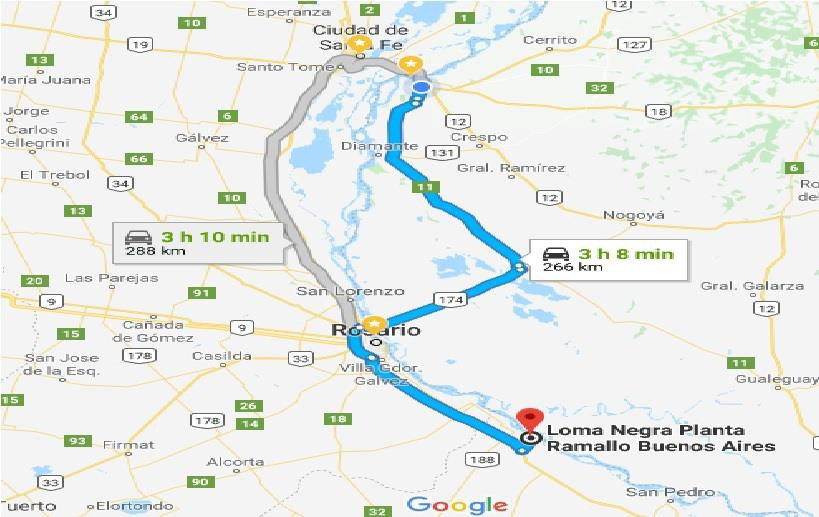 Esperanza
34
2
1
10
19
Ciudad de
Santa Fe
Cerrito
127
13
Santo Tome
10
María Juana
32
Jorge
18
64
6
12
Carlos
Pellegrini
Gálvez
Crespo
Diamante
131
66
Gral. Ramírez
6
El Trebol
34
11
10
12
13
Nogoyá
3 h 10 min
288 km
3 h 8 min
266 km
20
Las Parejas
91
San Lorenzo
174
Gral. Galarza
9
12
Rosario
Cañada
de Gómez
9
15
178
Casilda
33
San Jose
de la Esq.
Villa Gdor.
Galvez
11
Gualeguay
15
26
178
14
18
Loma Negra Planta
Ramallo Buenos Aires
93
Firmat
188
Alcorta
33
90
San Pedro
uerto
Elortondo
32
Google